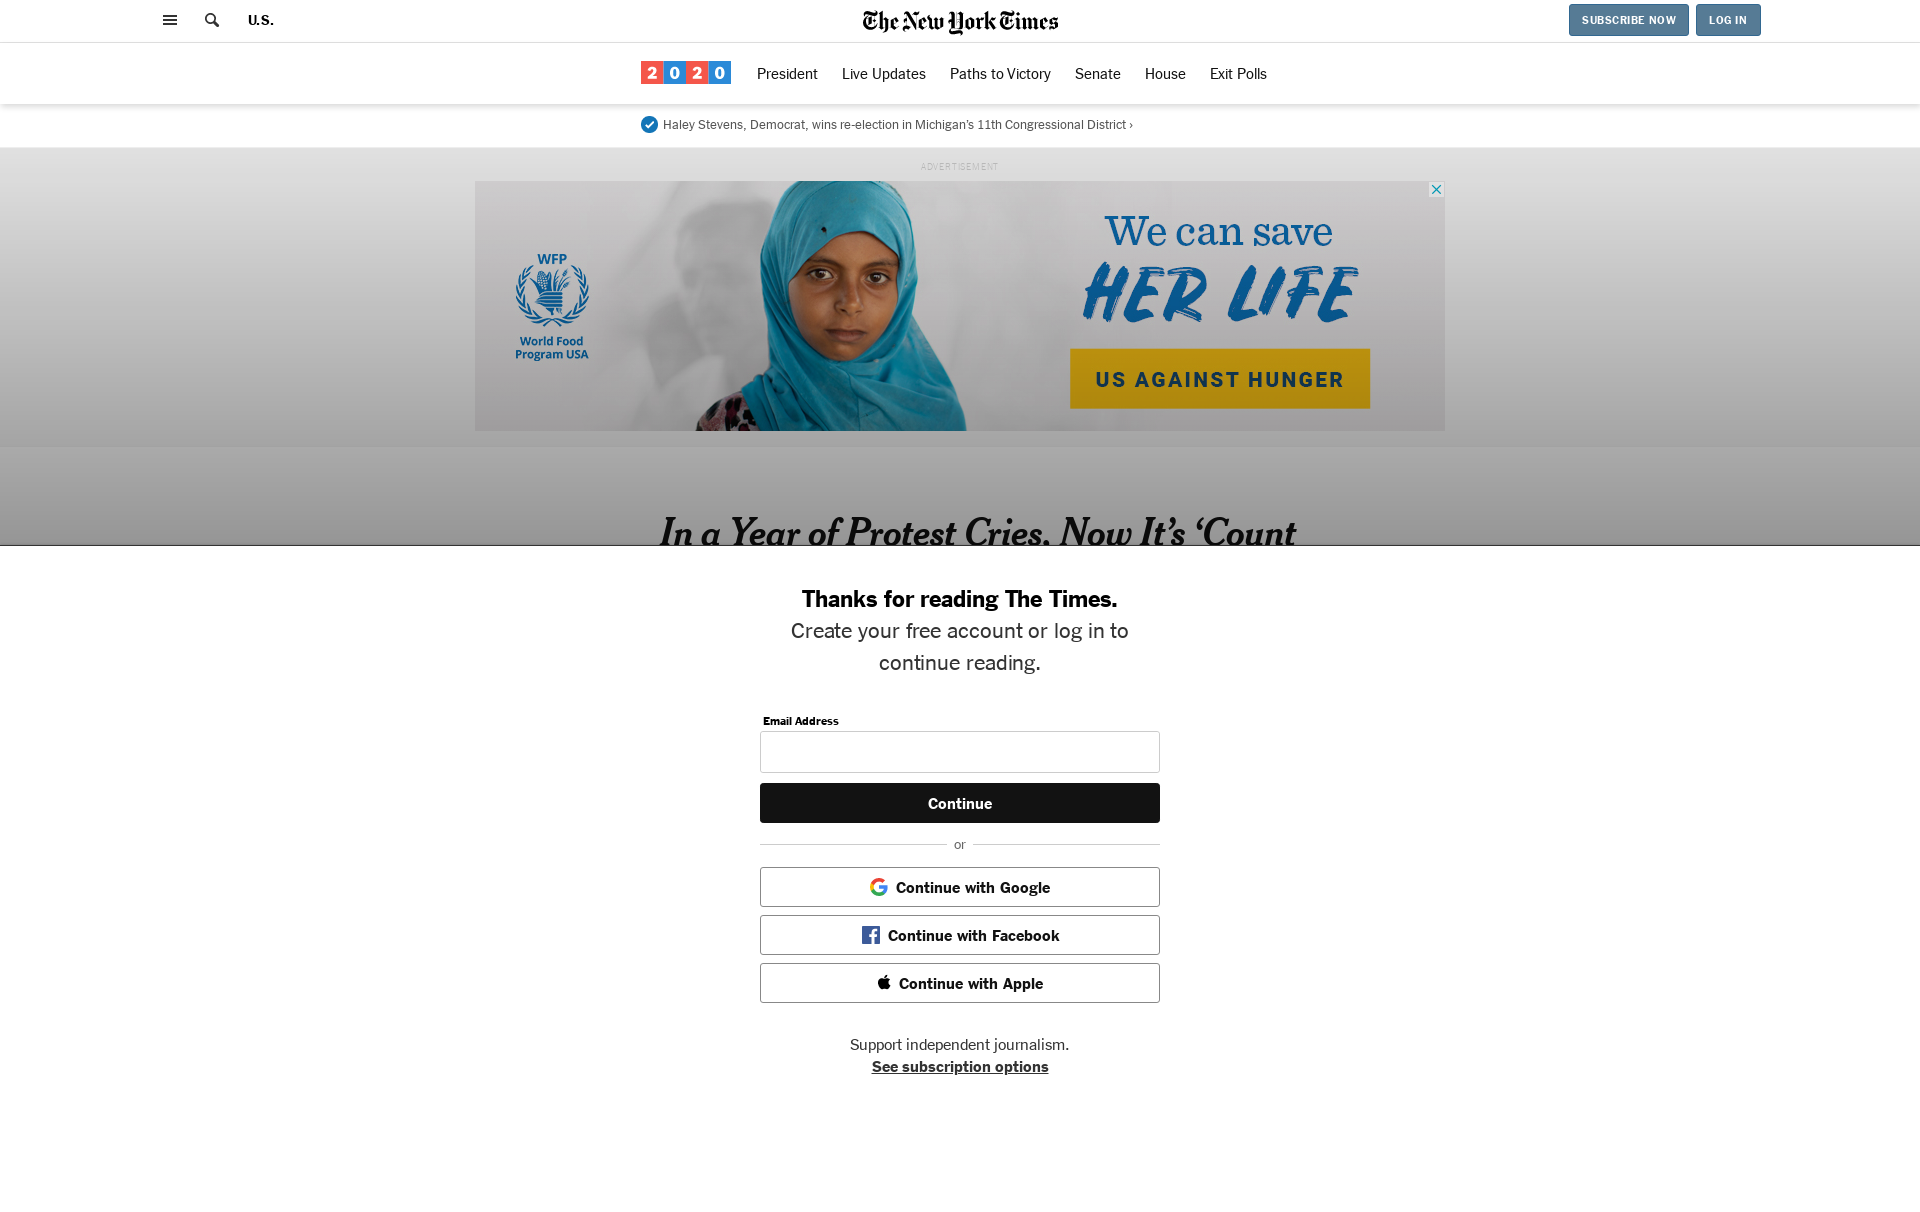 U.S.
The New York Times
SUBSCRIBE NOW
LOG IN
2020
President
Live Updates
Paths to Victory
Senate
House
Exit Polls
Haley Stevens, Democrat, wins re-election in Michigan’s 11th Congressional District ›
ADVERTISEMENT
WFP
World Food
Program USA
We can save
HER LIFE
US AGAINST HUNGER
In a Year of Protest Cries, Now It’s ‘Count
Thanks for reading The Times.
Create your free account or log in to
continue reading.
Email Address
Continue
or
Continue with Google
Continue with Facebook
Continue with Apple
Support independent journalism.
See subscription options